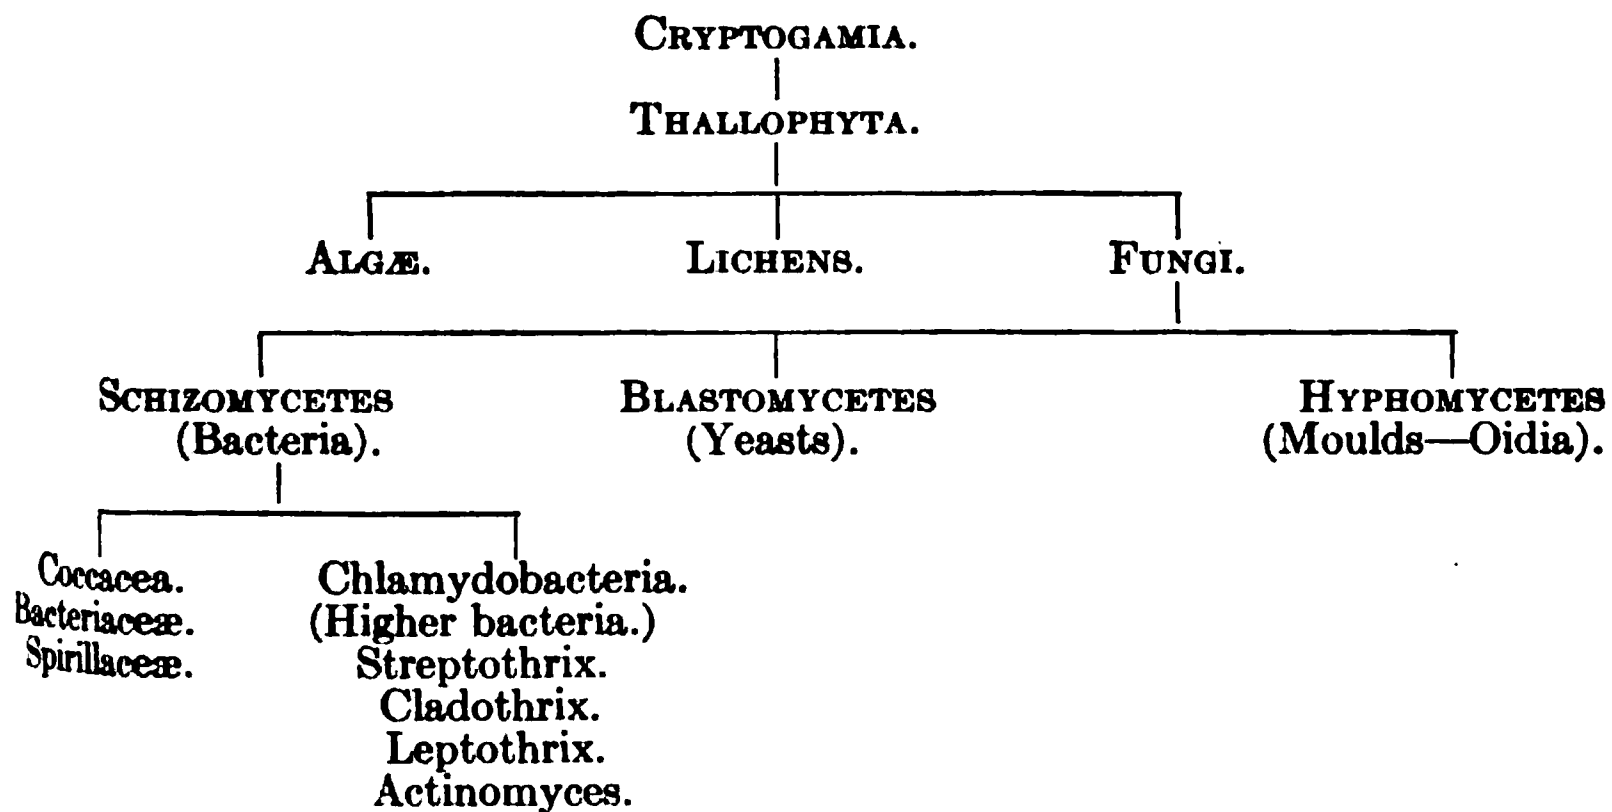 CRYPTOGAMIA.
THALLOPHYTA.
ALGÆ. LICHENS. FUNGI.
SCHIZOMYCETES BLASTOMYCETES HYPHOMYCETES
(Bacteria). (Yeasts). (Moulds—Oidia).
Coccacea. Chlamydobacteria.
Bacteriaceæ. (Higher bacteria.)
Spirillaceæ. Streptothrix.
Cladothrix.
Leptothrix.
Actinomyces.